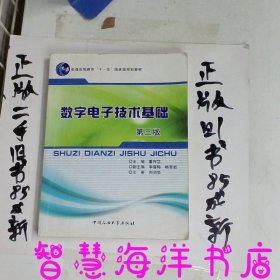 普通高等教育"十一五"国家级规划教材
数字电子技术基础
第三版
SHUZI DIANZI JISHU JICHU
中国石油大学出版社
正版二手旧书85成新
正版旧书85成新
智慧海洋书店